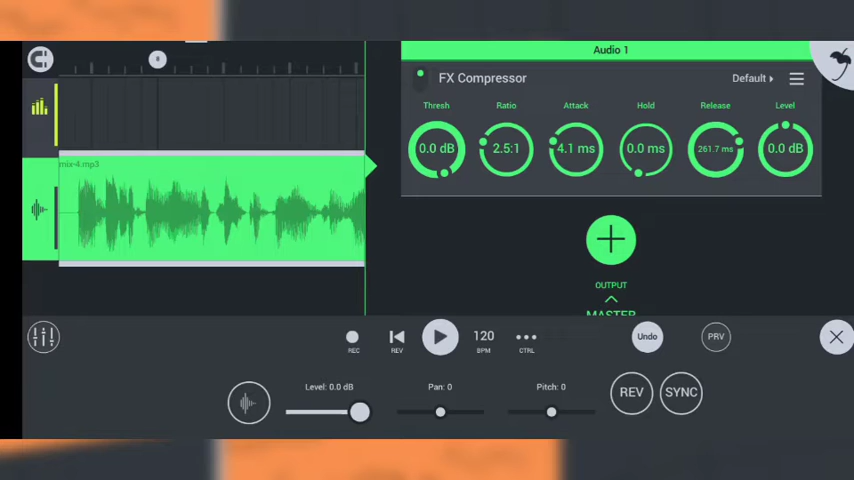 Audio 1
FX Compressor
Default
Thresh Ratio Attack Hold Release Level
0.0 dB 2.5:1 4.1 ms 0.0 ms 261.7 ms 0.0 dB
mix-4.mp3
OUTPUT
MASTER
120
Undo
PRV
REC REV BPM CTRL
Level: 0.0 dB Pan: 0 Pitch: 0
REV SYNC